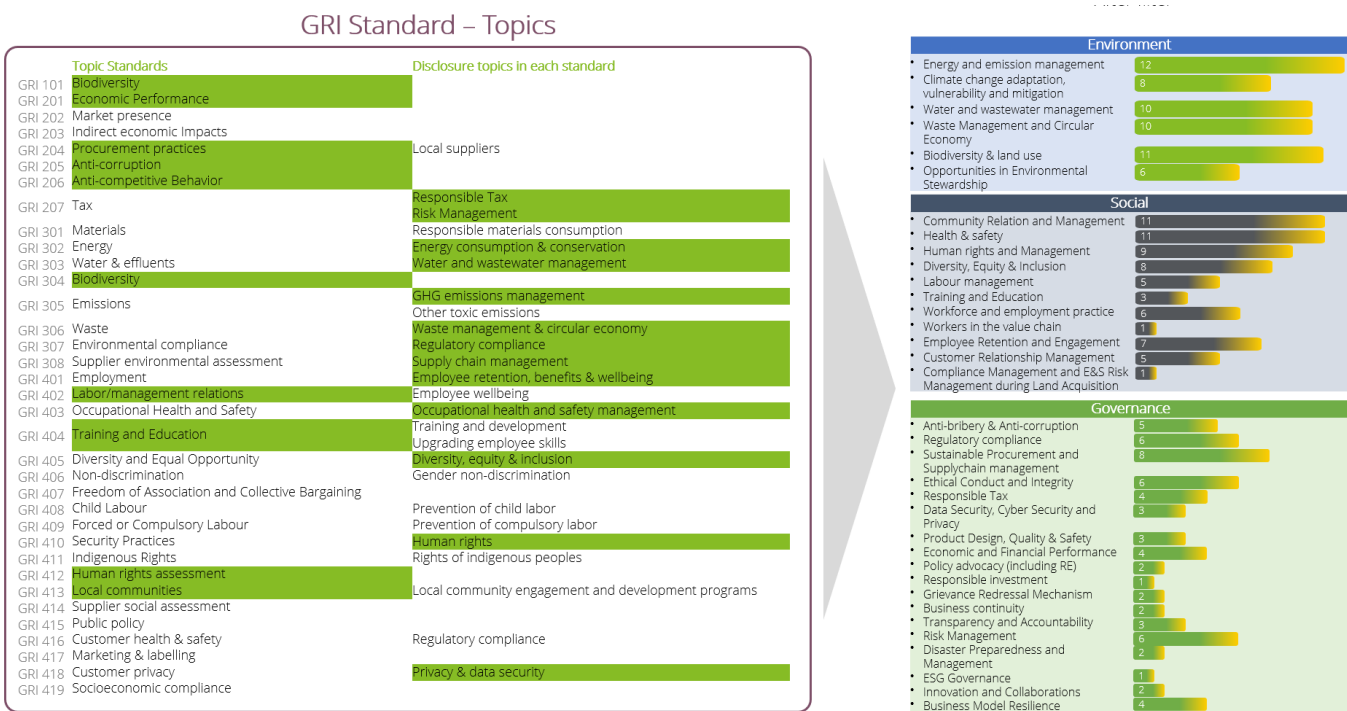 GRI Standard – Topics
Topic Standards Disclosure topics in each standard
GRI 101 Biodiversity
GRI 201 Economic Performance
GRI 202 Market presence
GRI 203 Indirect economic Impacts
GRI 204 Procurement practices Local suppliers
GRI 205 Anti-corruption
GRI 206 Anti-competitive Behavior
GRI 207 Tax Responsible Tax
Risk Management
GRI 301 Materials Responsible materials consumption
GRI 302 Energy Energy consumption & conservation
GRI 303 Water & effluents Water and wastewater management
GRI 304 Biodiversity
GRI 305 Emissions GHG emissions management
Other toxic emissions
GRI 306 Waste Waste management & circular economy
GRI 307 Environmental compliance Regulatory compliance
GRI 308 Supplier environmental assessment Supply chain management
GRI 401 Employment Employee retention, benefits & wellbeing
GRI 402 Labor/management relations Employee wellbeing
GRI 403 Occupational Health and Safety Occupational health and safety management
GRI 404 Training and Education Training and development
Upgrading employee skills
GRI 405 Diversity and Equal Opportunity Diversity, equity & inclusion
GRI 406 Non-discrimination Gender non-discrimination
GRI 407 Freedom of Association and Collective Bargaining
GRI 408 Child Labour Prevention of child labor
GRI 409 Forced or Compulsory Labour Prevention of compulsory labor
GRI 410 Security Practices Human rights
GRI 411 Indigenous Rights Rights of indigenous peoples
GRI 412 Human rights assessment
GRI 413 Local communities Local community engagement and development programs
GRI 414 Supplier social assessment
GRI 415 Public policy
GRI 416 Customer health & safety Regulatory compliance
GRI 417 Marketing & labelling
GRI 418 Customer privacy Privacy & data security
GRI 419 Socioeconomic compliance
Environment
• Energy and emission management 12
• Climate change adaptation, 8
vulnerability and mitigation
• Water and wastewater management 10
• Waste Management and Circular 10
Economy
• Biodiversity & land use 11
• Opportunities in Environmental 6
Stewardship
Social
• Community Relation and Management 11
• Health & safety 11
• Human rights and Management 9
• Diversity, Equity & Inclusion 8
• Labour management 5
• Training and Education 3
• Workforce and employment practice 6
• Workers in the value chain 1
• Employee Retention and Engagement 7
• Customer Relationship Management 5
• Compliance Management and E&S Risk 1
Management during Land Acquisition
Governance
• Anti-bribery & Anti-corruption 5
• Regulatory compliance 6
• Sustainable Procurement and 8
Supplychain management
• Ethical Conduct and Integrity 6
• Responsible Tax 4
• Data Security, Cyber Security and 3
Privacy
• Product Design, Quality & Safety 3
• Economic and Financial Performance 4
• Policy advocacy (including RE) 2
• Responsible investment 1
• Grievance Redressal Mechanism 2
• Business continuity 2
• Transparency and Accountability 3
• Risk Management 6
• Disaster Preparedness and 2
Management
• ESG Governance 1
• Innovation and Collaborations 2
• Business Model Resilience 4